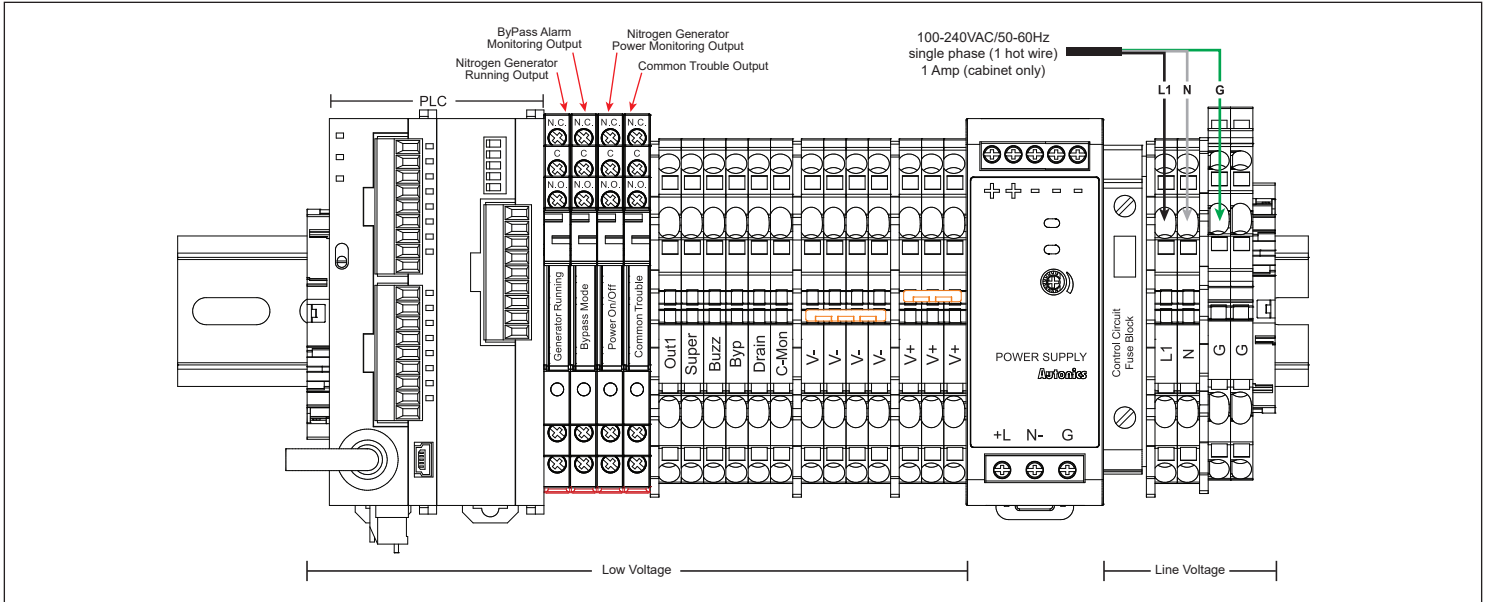 ByPass Alarm
Monitoring Output
Nitrogen Generator
Power Monitoring Output
Nitrogen Generator
Running Output
Common Trouble Output
100-240VAC/50-60Hz
single phase (1 hot wire)
1 Amp (cabinet only)
L1 N G
PLC
N.C. N.C. N.C. N.C.
C C C C
N.O. N.O. N.O. N.O.
Generator Running
Bypass Mode
Power On/Off
Common Trouble
Out1
Super
Buzz
Byp
Drain
C-Mon
V-
V-
V-
V-
V+
V+
V+
+ + - - -
POWER SUPPLY
Autonics
+L N- G
Control Circuit
Fuse Block
L1
N
G
G
Low Voltage
Line Voltage